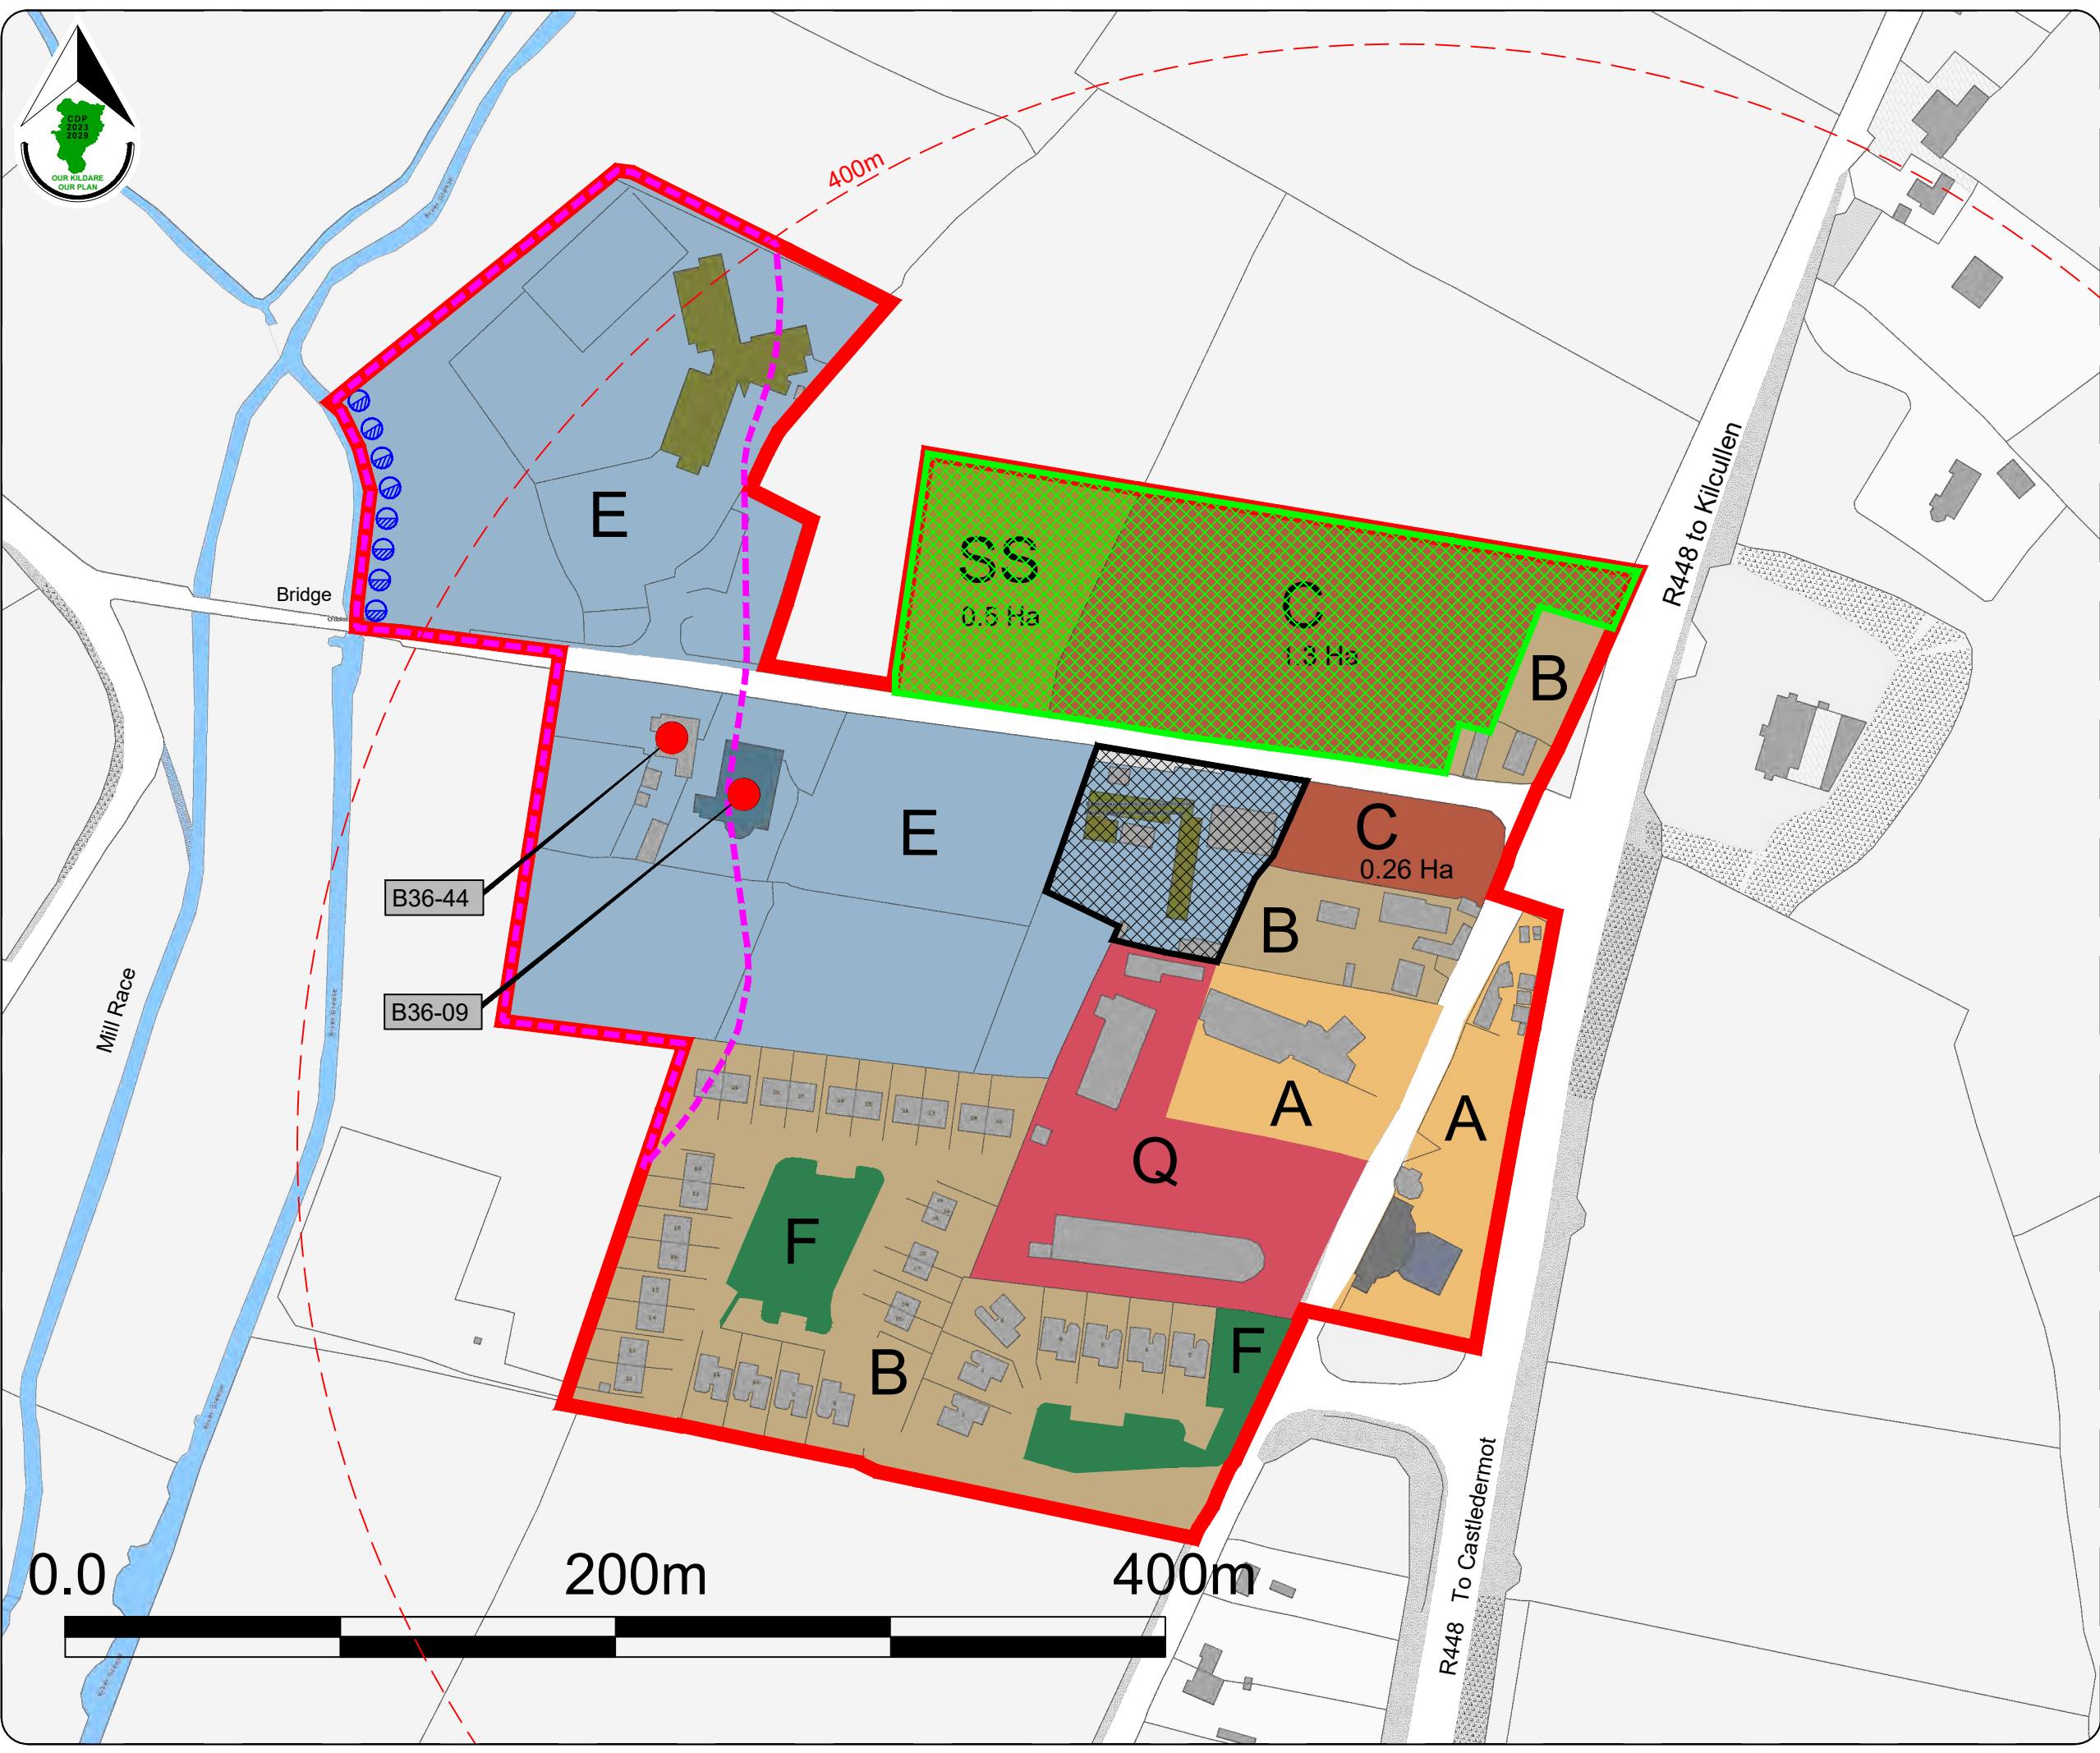 CDP
2023
2029
OUR KILDARE
OUR PLAN
400m
R448 to Kilcullen
E
SS
0.5 Ha
C
1.3 Ha
B
Bridge
E
C
0.26 Ha
B36-44
B
B36-09
Mill Race
A
A
Q
F
F
B
R448 To Castledermot
0.0
200m
400m